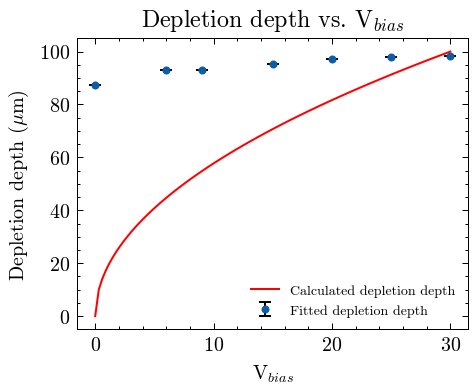 Depletion depth vs. V_bias
Depletion depth (μm)
100
80
60
40
20
0
Calculated depletion depth
Fitted depletion depth
0 10 20 30
V_bias